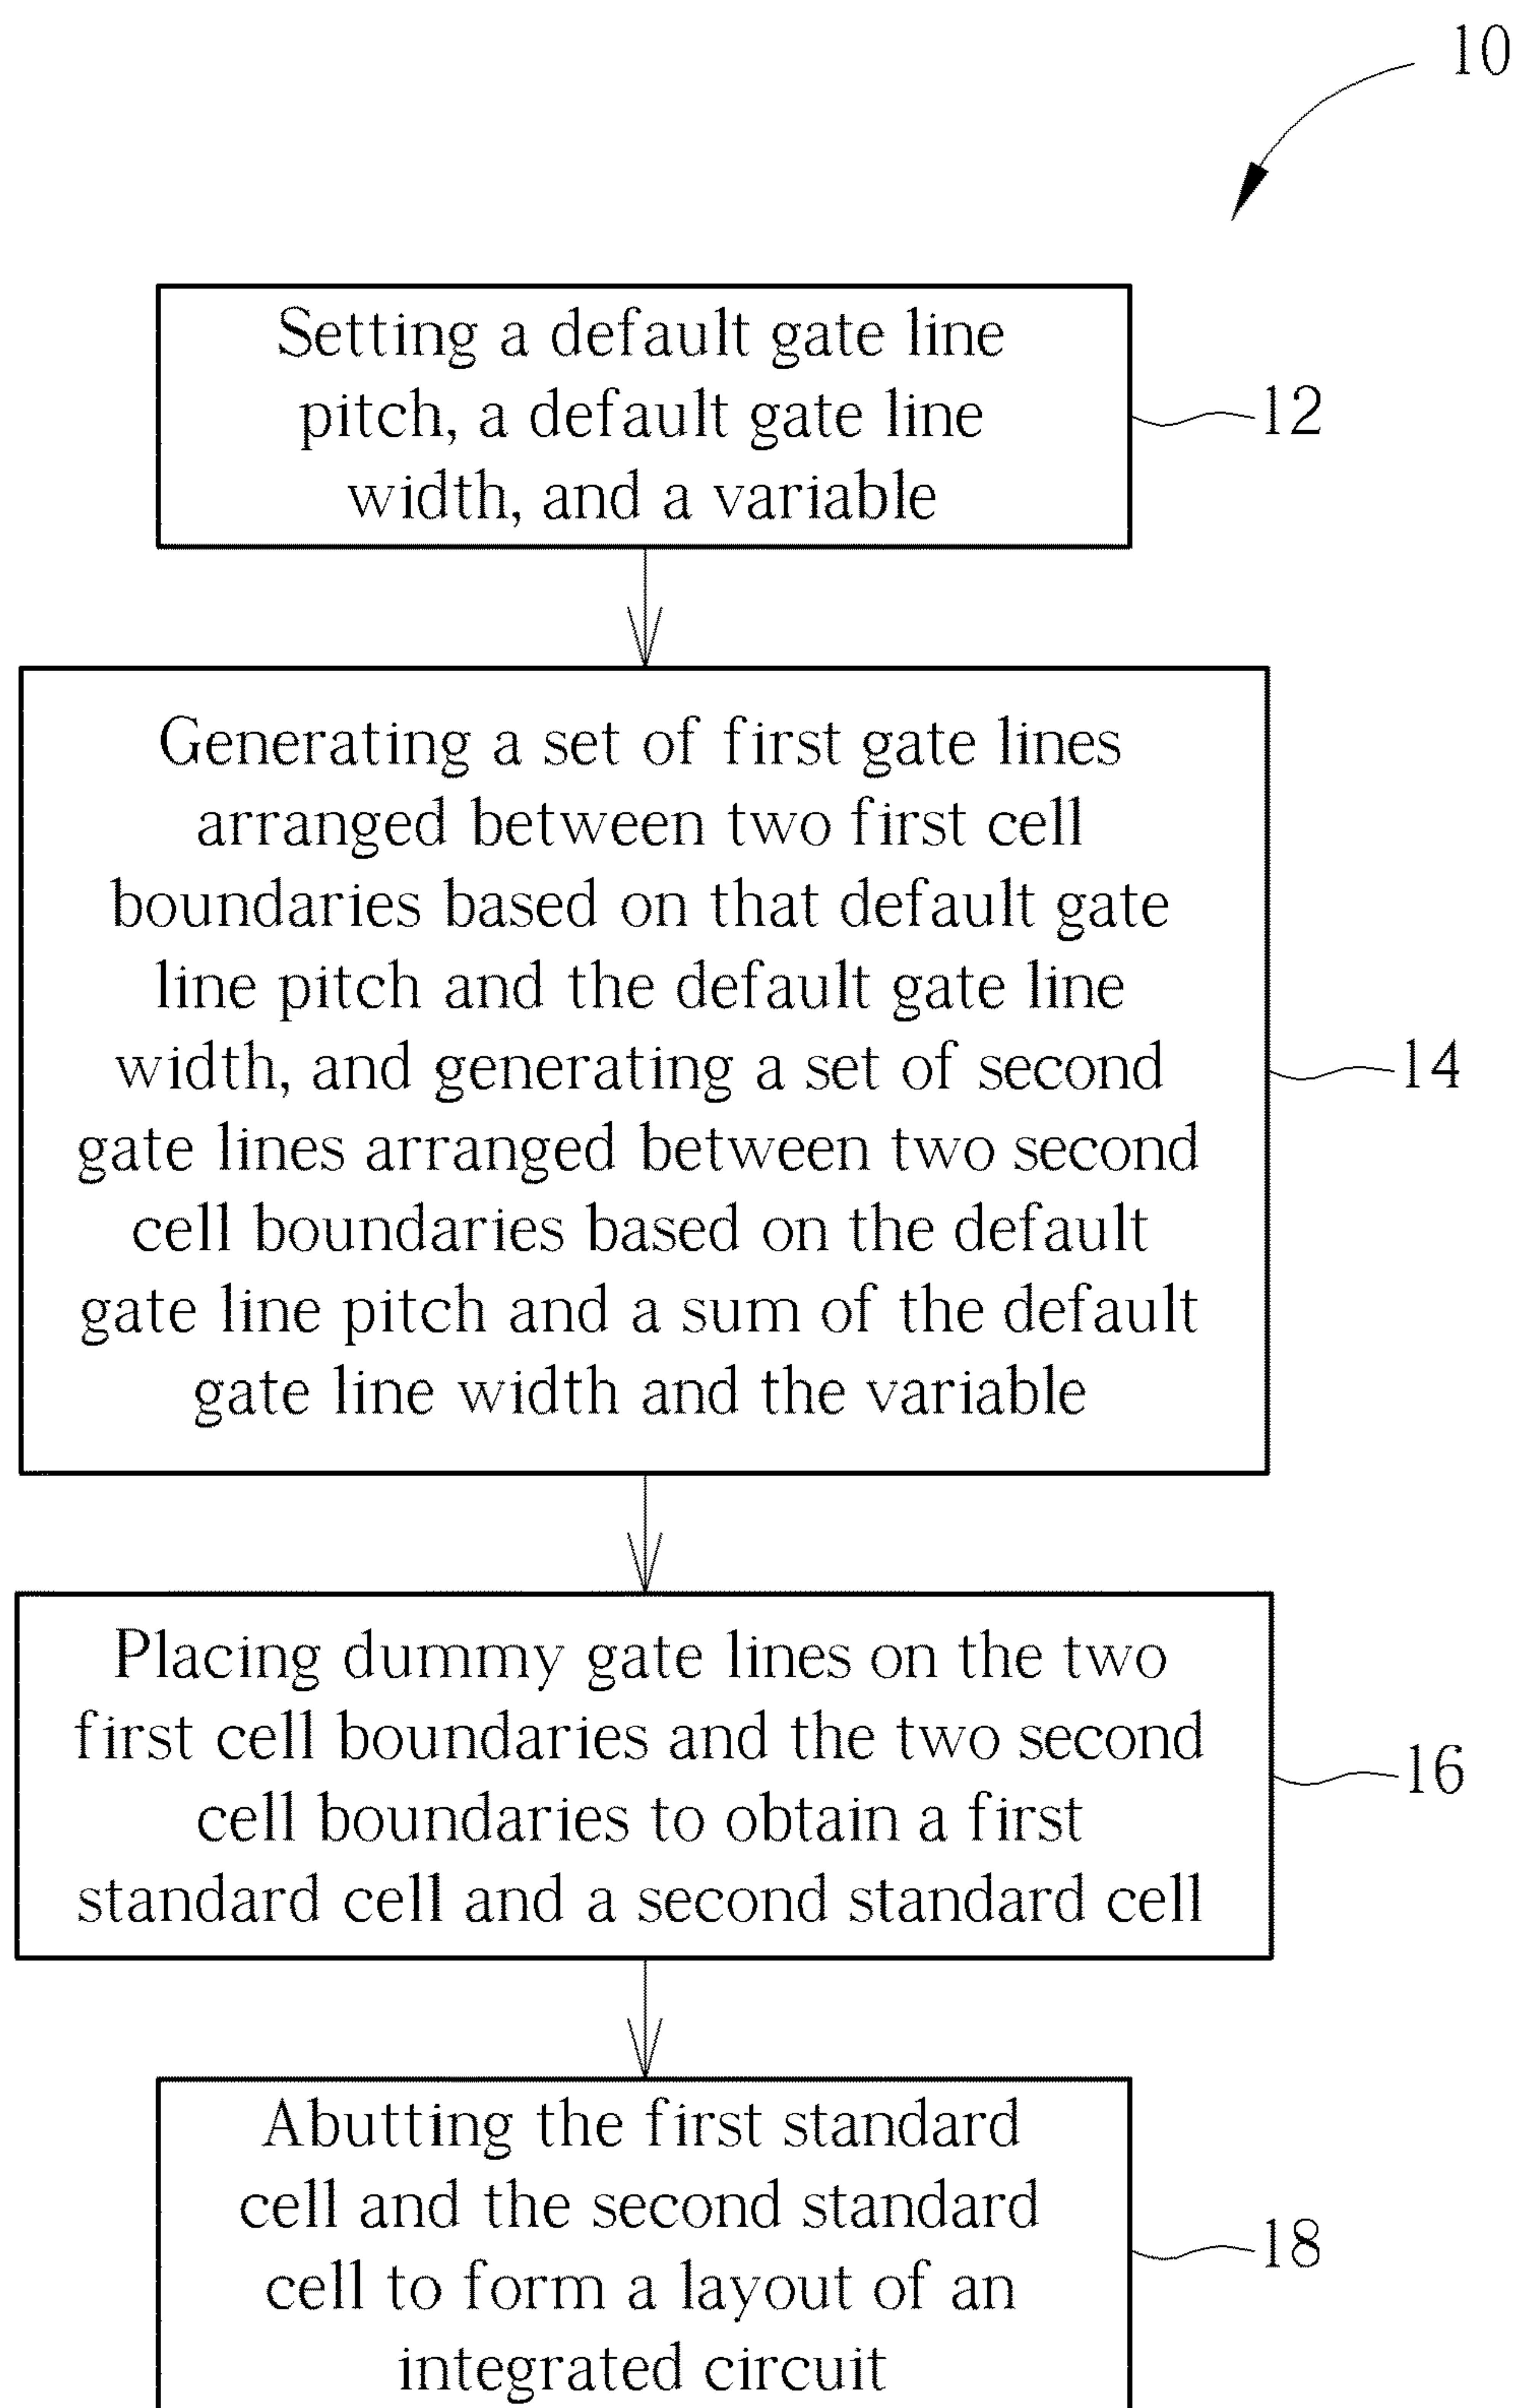 10
Setting a default gate line
pitch, a default gate line
width, and a variable
12
Generating a set of first gate lines
arranged between two first cell
boundaries based on that default gate
line pitch and the default gate line
width, and generating a set of second
gate lines arranged between two second
cell boundaries based on the default
gate line pitch and a sum of the default
gate line width and the variable
14
Placing dummy gate lines on the two
first cell boundaries and the two second
cell boundaries to obtain a first
standard cell and a second standard cell
16
Abutting the first standard
cell and the second standard
cell to form a layout of an
integrated circuit
18